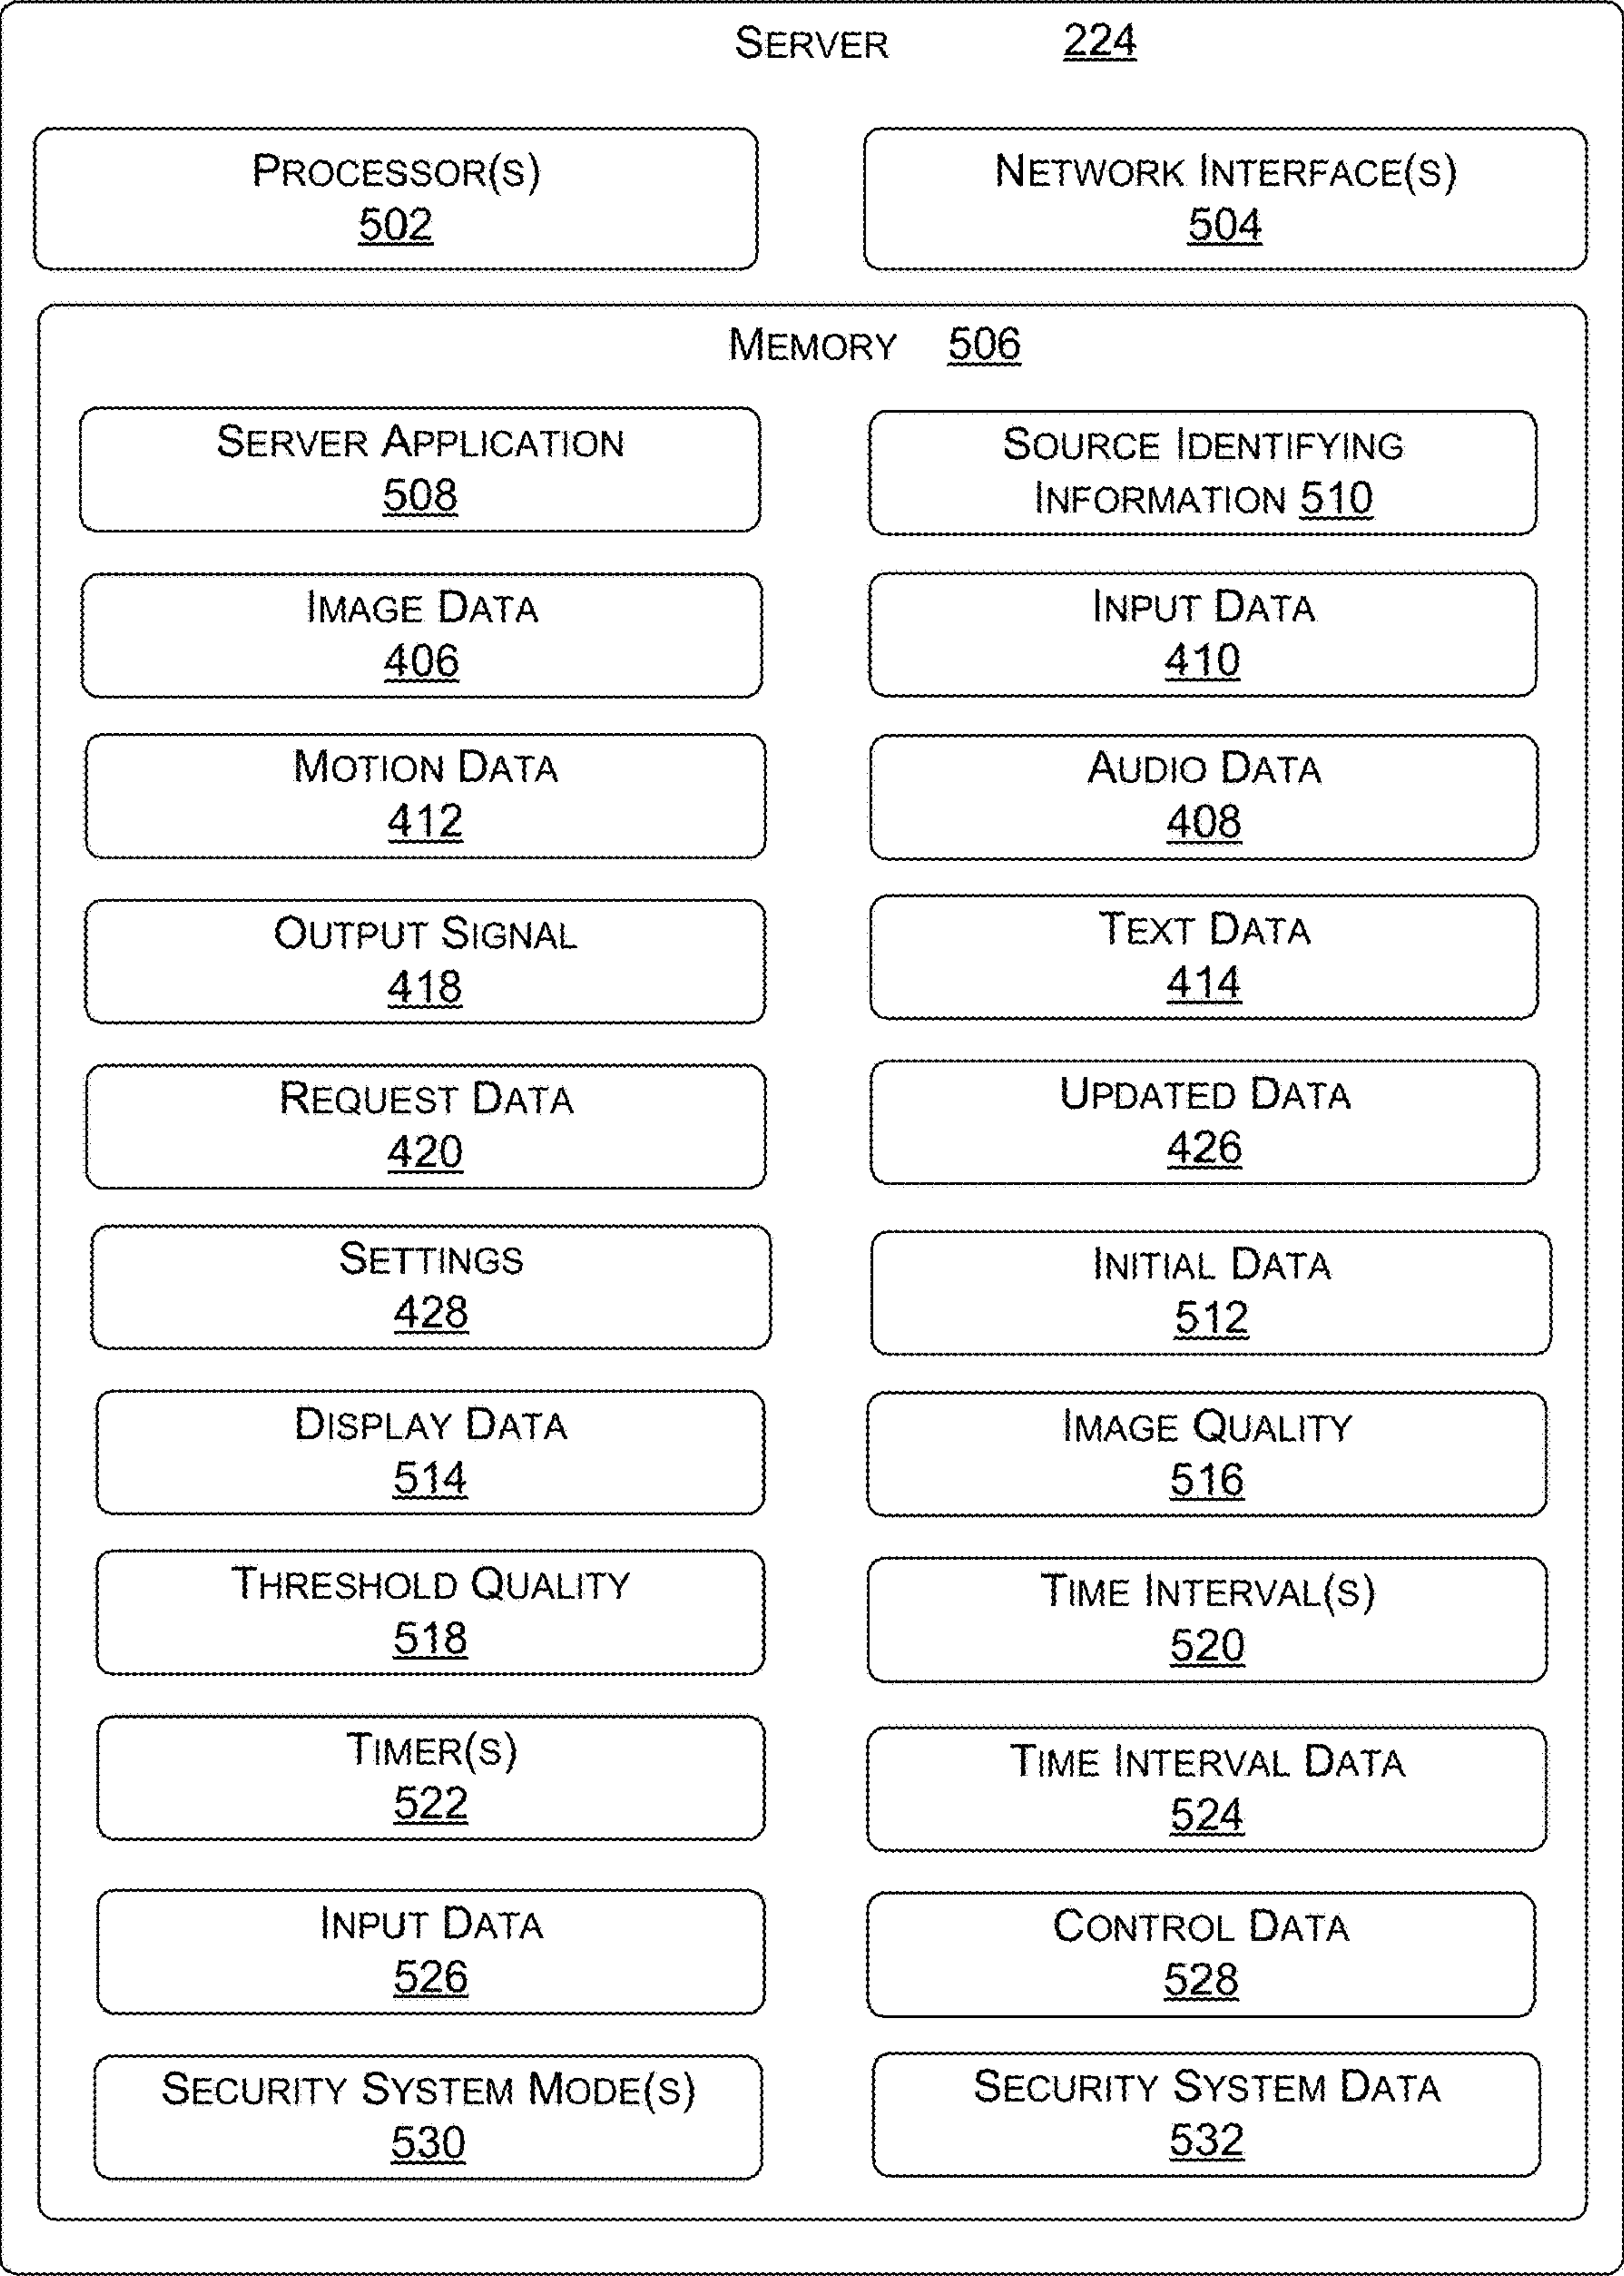 SERVER 224
PROCESSOR(S)
502
NETWORK INTERFACE(S)
504
MEMORY 506
SERVER APPLICATION
508
SOURCE IDENTIFYING
INFORMATION 510
IMAGE DATA
406
INPUT DATA
410
MOTION DATA
412
AUDIO DATA
408
OUTPUT SIGNAL
418
TEXT DATA
414
REQUEST DATA
420
UPDATED DATA
426
SETTINGS
428
INITIAL DATA
512
DISPLAY DATA
514
IMAGE QUALITY
516
THRESHOLD QUALITY
518
TIME INTERVAL(S)
520
TIMER(S)
522
TIME INTERVAL DATA
524
INPUT DATA
526
CONTROL DATA
528
SECURITY SYSTEM MODE(S)
530
SECURITY SYSTEM DATA
532